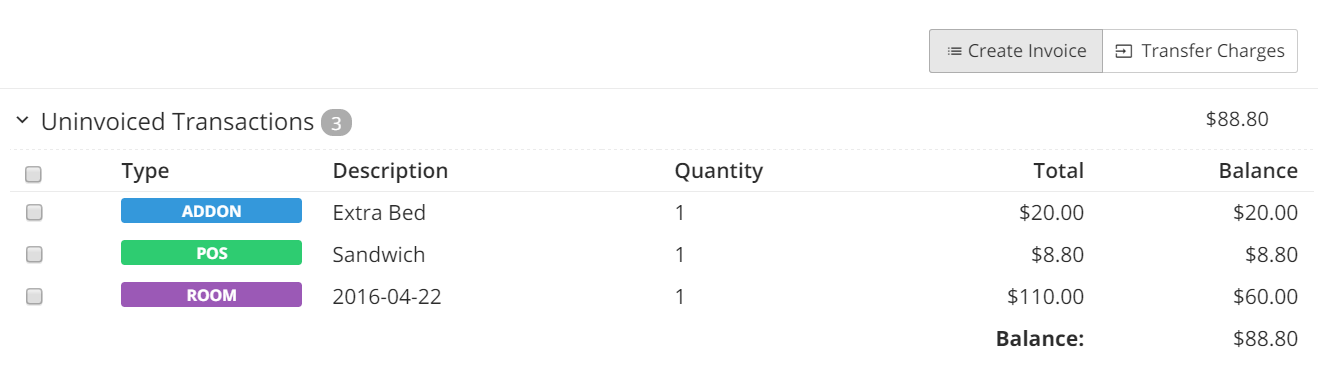 Create Invoice Transfer Charges
Uninvoiced Transactions 3 $88.80
Type Description Quantity Total Balance
ADDON Extra Bed 1 $20.00 $20.00
POS Sandwich 1 $8.80 $8.80
ROOM 2016-04-22 1 $110.00 $60.00
Balance: $88.80